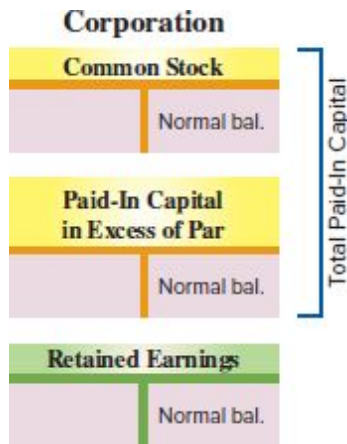 Corporation
Common Stock
Normal bal.
Paid-In Capital
in Excess of Par
Normal bal.
Total Paid-In Capital
Retained Earnings
Normal bal.